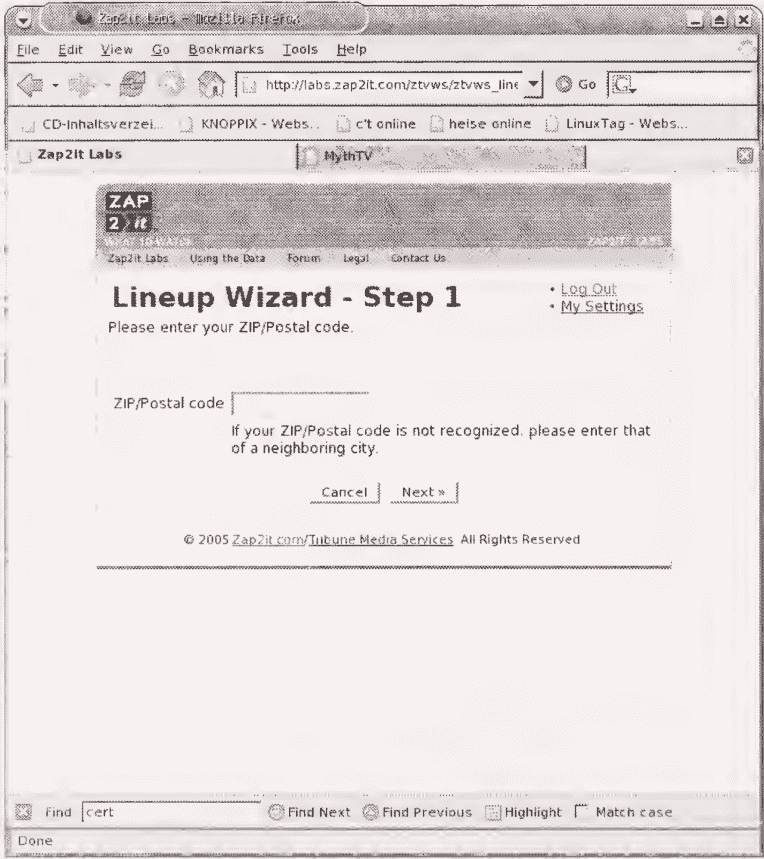 Zap2it Labs - Mozilla Firefox
File Edit View Go Bookmarks Tools Help
http://labs.zap2it.com/ztvws/ztvws_line Go G
CD-Inhaltsverzei... KNOPPIX - Webs... c't online heise online LinuxTag - Webs...
Zap2it Labs MythTV
ZAP
2 it
WHAT TO WATCH
Zap2it Labs Using the Data Forum Legal Contact Us
Lineup Wizard - Step 1
• Log Out
• My Settings
Please enter your ZIP/Postal code.
ZIP/Postal code
If your ZIP/Postal code is not recognized, please enter that
of a neighboring city.
Cancel Next »
© 2005 Zap2it.com/Tribune Media Services All Rights Reserved
Find cert Find Next Find Previous Highlight Match case
Done